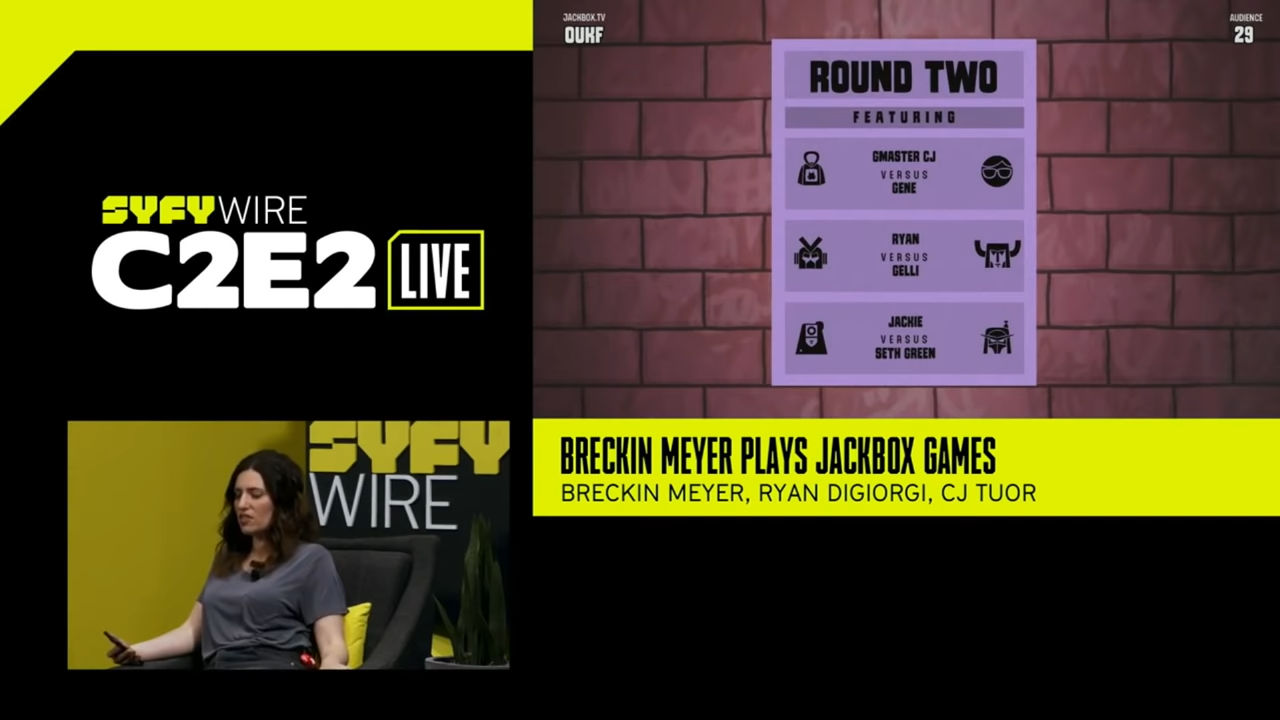 JACKBOX.TV
OUKF
AUDIENCE
29
ROUND TWO
FEATURING
GMASTER CJ
VERSUS
GENE
RYAN
VERSUS
GELLI
JACKIE
VERSUS
SETH GREEN
SYFY WIRE
C2E2 LIVE
SYFY
WIRE
BRECKIN MEYER PLAYS JACKBOX GAMES
BRECKIN MEYER, RYAN DIGIORGI, CJ TUOR